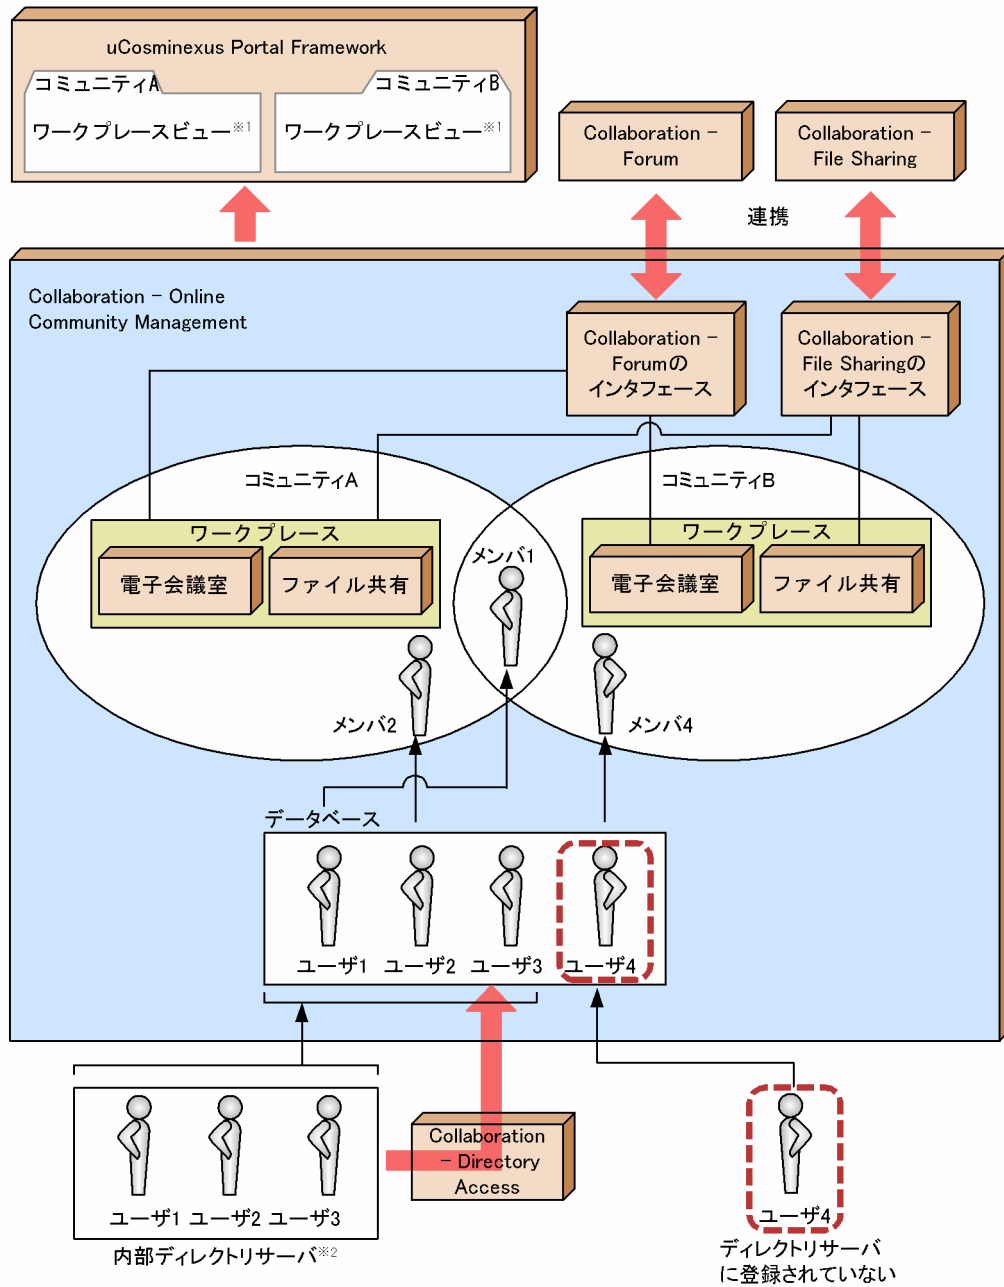 uCosminexus Portal Framework
コミュニティA
コミュニティB
ワークプレースビュー※1
ワークプレースビュー※1
Collaboration −
Forum
Collaboration −
File Sharing
連携
Collaboration − Online
Community Management
Collaboration −
Forumの
インタフェース
Collaboration −
File Sharingの
インタフェース
コミュニティA
コミュニティB
ワークプレース
電子会議室
ファイル共有
メンバ1
ワークプレース
電子会議室
ファイル共有
メンバ2
メンバ4
データベース
ユーザ1
ユーザ2
ユーザ3
ユーザ4
Collaboration
− Directory
Access
ユーザ1
ユーザ2
ユーザ3
内部ディレクトリサーバ※2
ユーザ4
ディレクトリサーバ
に登録されていない